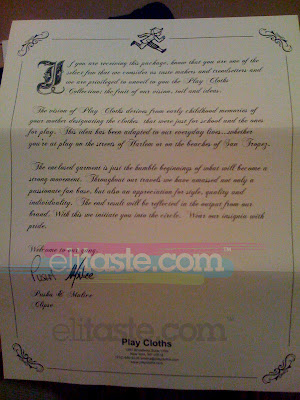 If you are receiving this package, know that you are one of the
select few that we consider as taste makers and trendsetters and
we are privileged to unveil to you the "Play Cloths
Collection; the fruit of our vision, toil and ideas.
The vision of Play Cloths derives from early childhood memories of
your mother designating the clothes that were just for school and the ones
for play. This idea has been adapted to our everyday lives...whether
you're at play on the streets of Harlem or on the beaches of San Tropez.
The enclosed garment is just the humble beginnings of what will become a
strong movement. Throughout our travels we have amassed not only a
passionate fan base, but also an appreciation for style, quality and
individuality. The end result will be reflected in the output from our
brand. With this we initiate you into the circle. Wear our insignia with
pride.
Welcome to our gang,
elitaste.com™
Pusha & Malice
Clipse
elitaste.com™
Play Cloths